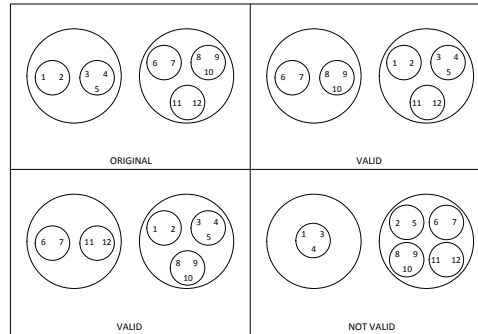 1 2 3 4 5 6 7 8 9 10 11 12
ORIGINAL
6 7 8 9 10 1 2 3 4 5 11 12
VALID
6 7 11 12 1 2 3 4 5 8 9 10
VALID
1 3 4 2 5 6 7 8 9 10 11 12
NOT VALID